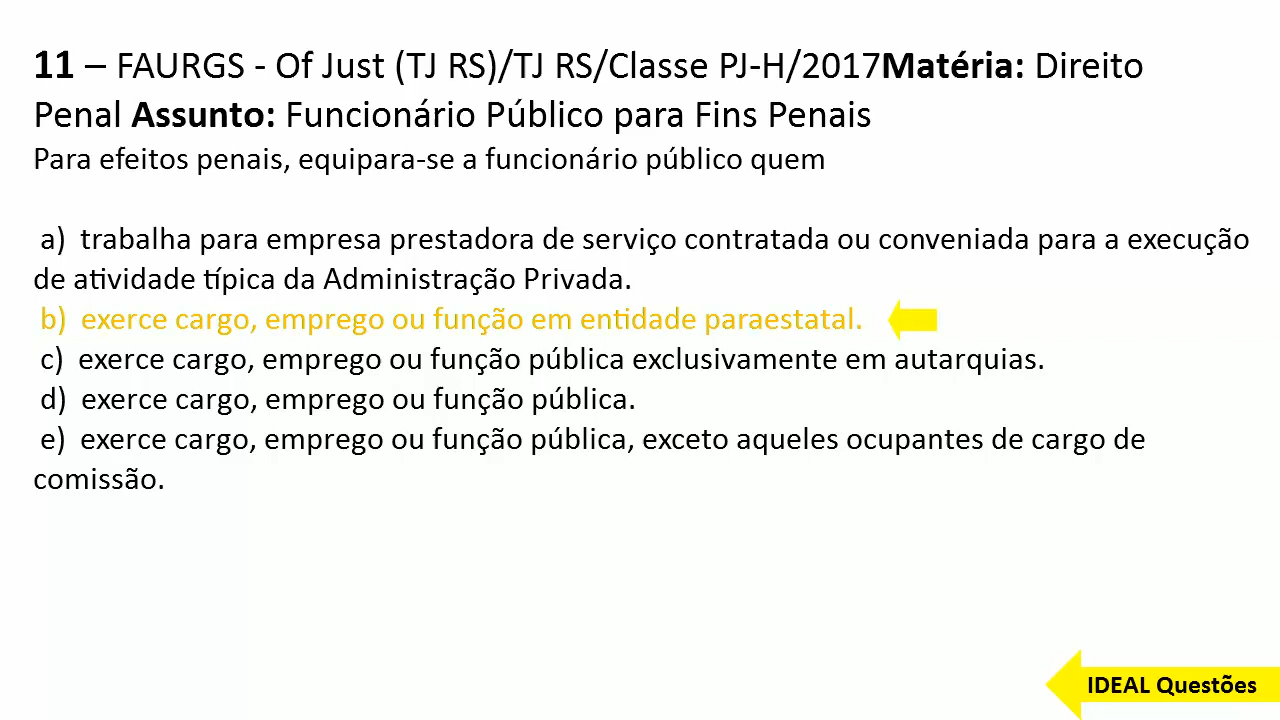 11 – FAURGS - Of Just (TJ RS)/TJ RS/Classe PJ-H/2017Matéria: Direito
Penal Assunto: Funcionário Público para Fins Penais
Para efeitos penais, equipara-se a funcionário público quem
a) trabalha para empresa prestadora de serviço contratada ou conveniada para a execução
de atividade típica da Administração Privada.
b) exerce cargo, emprego ou função em entidade paraestatal.
c) exerce cargo, emprego ou função pública exclusivamente em autarquias.
d) exerce cargo, emprego ou função pública.
e) exerce cargo, emprego ou função pública, exceto aqueles ocupantes de cargo de
comissão.
IDEAL Questões